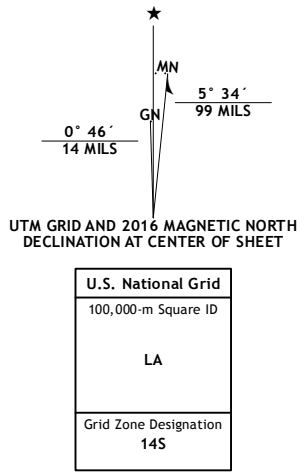 ★
MN
GN
5° 34´
99 MILS
0° 46´
14 MILS
UTM GRID AND 2016 MAGNETIC NORTH
DECLINATION AT CENTER OF SHEET
U.S. National Grid
100,000-m Square ID
LA
Grid Zone Designation
14S